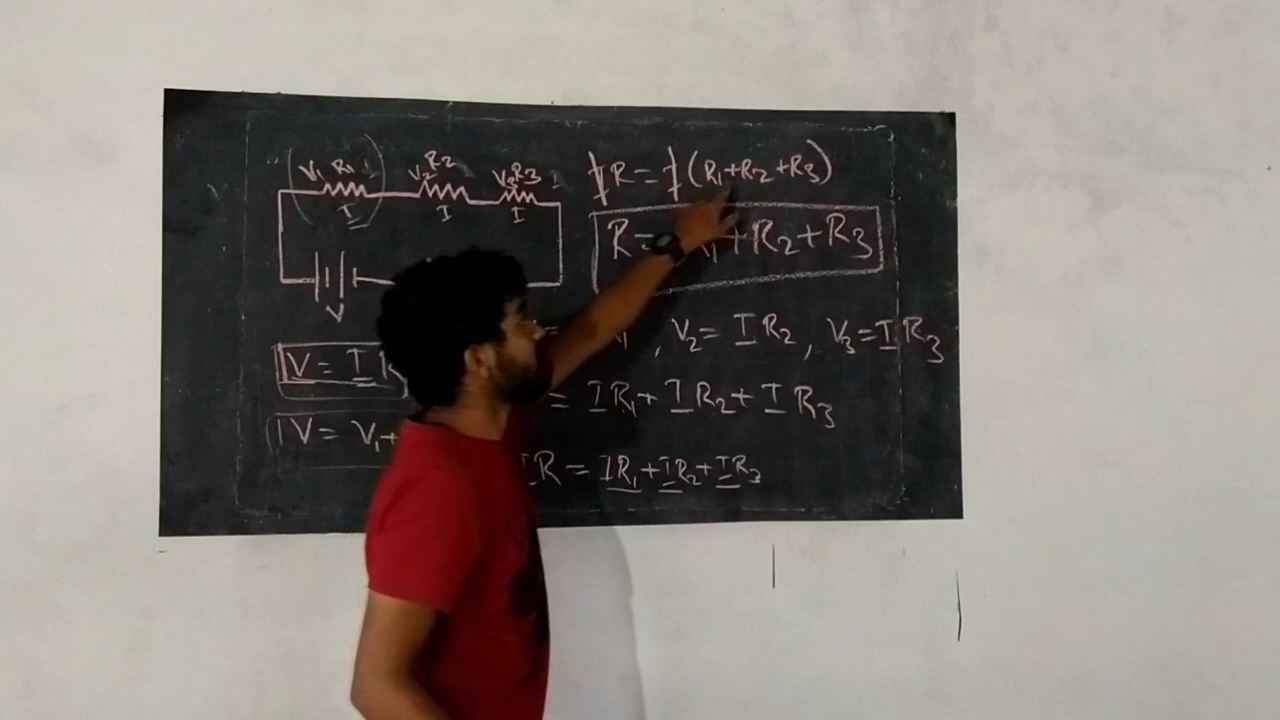 V₁ R₁ V₂ R₂ V₃ R₃
I I I
V
IR = I(R₁+R₂+R₃)
R = R₁+R₂+R₃
V = I
V = V₁+
= , V₂ = IR₂, V₃ = IR₃
= IR₁+IR₂+IR₃
IR = IR₁+IR₂+IR₃